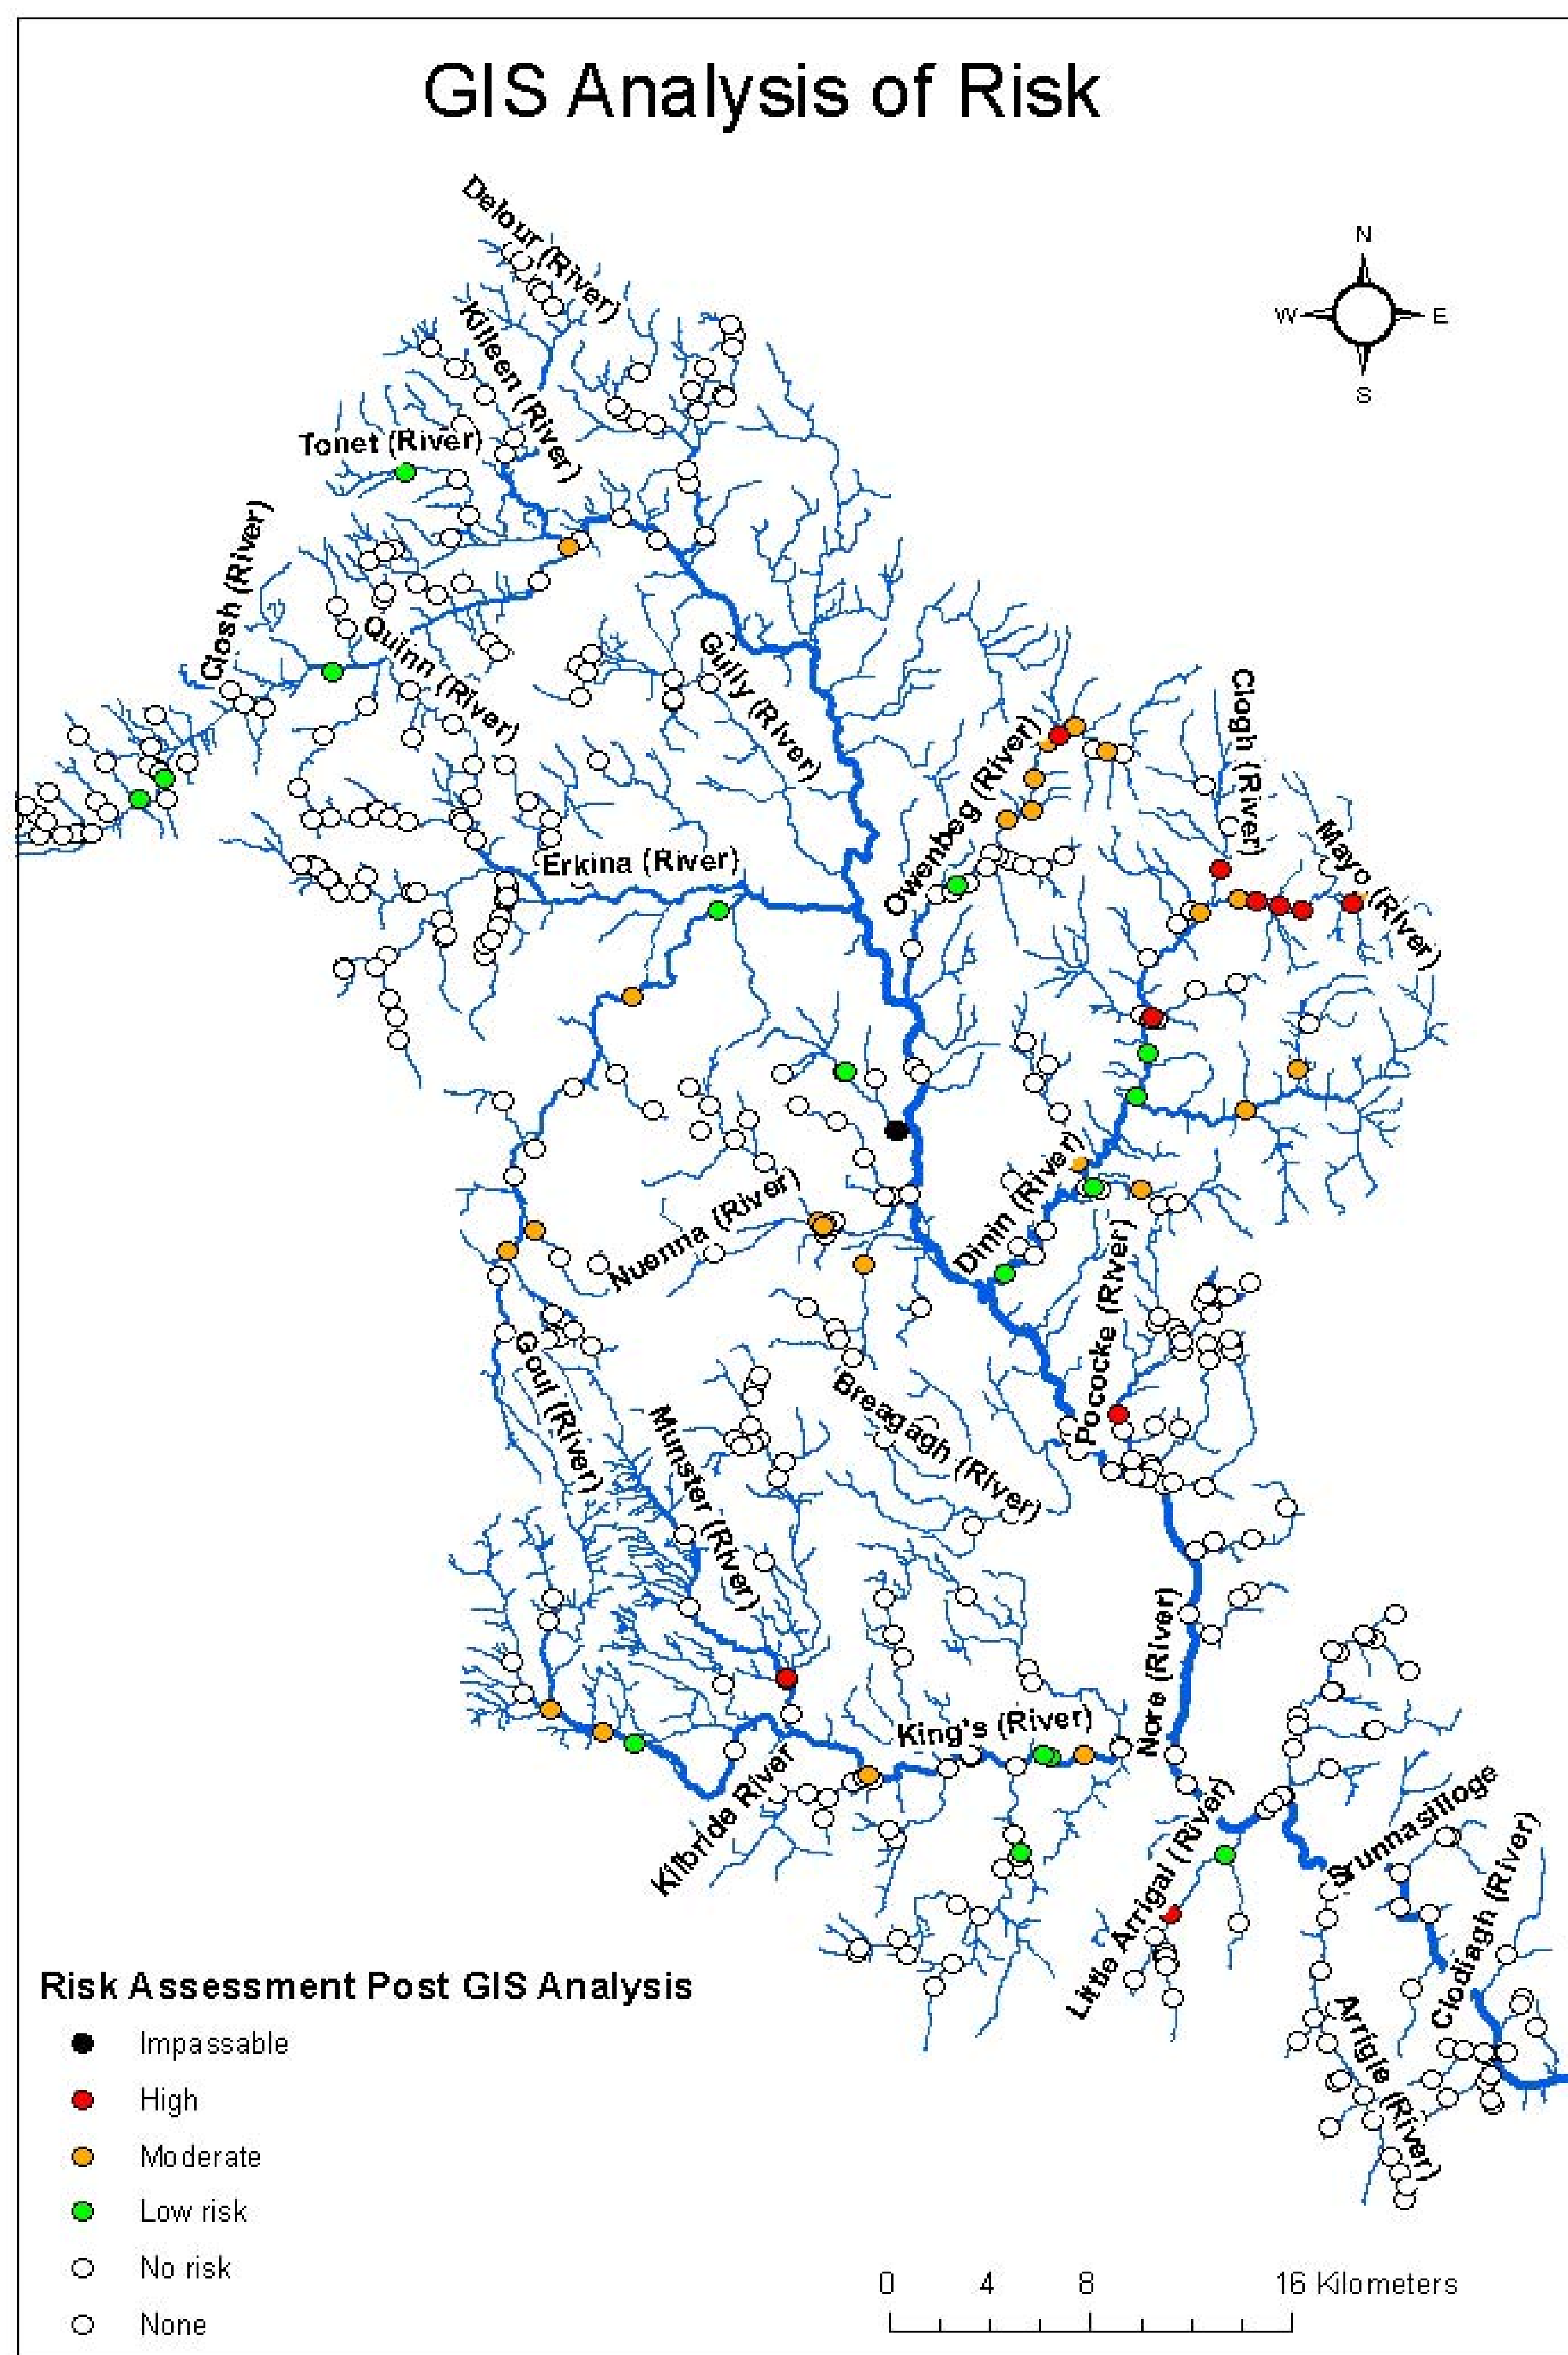 GIS Analysis of Risk
Delour (River)
N
W
E
S
Killeen (River)
Tonet (River)
Closh (River)
Quinn (River)
Gully (River)
Clogh (River)
Owenbeg (River)
Mayo (River)
Erkina (River)
Dinin (River)
Nuenna (River)
Pococke (River)
Goul (River)
Breagagh (River)
Munster (River)
Nore (River)
King's (River)
Kilbride River
Little Arrigal (River)
Srunnasilloge
Clodiagh (River)
Arrigle (River)
Risk Assessment Post GIS Analysis
Impassable
High
Moderate
Low risk
No risk
None
0 4 8 16 Kilometers